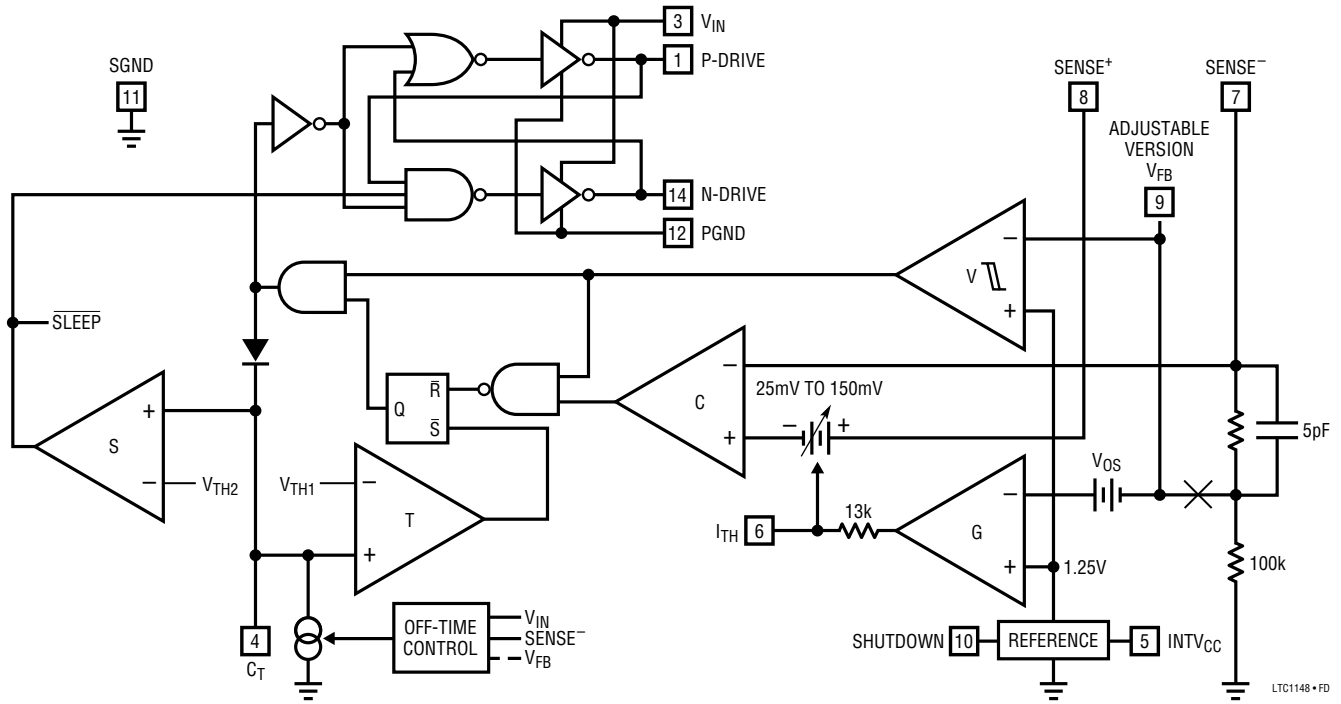 3 V_IN
1 P-DRIVE
SGND
11
SENSE+
8
SENSE−
7
ADJUSTABLE
VERSION
V_FB
9
14 N-DRIVE
12 PGND
V
−
+
SLEEP
25mV TO 150mV
− +
C
−
+
5pF
Q
R
S
S
+
−
V_TH2
V_TH1
T
−
+
V_OS
I_TH 6
13k
G
−
+
1.25V
100k
4
C_T
OFF-TIME
CONTROL
V_IN
SENSE−
V_FB
SHUTDOWN 10
REFERENCE
5 INTV_CC
LTC1148 • FD